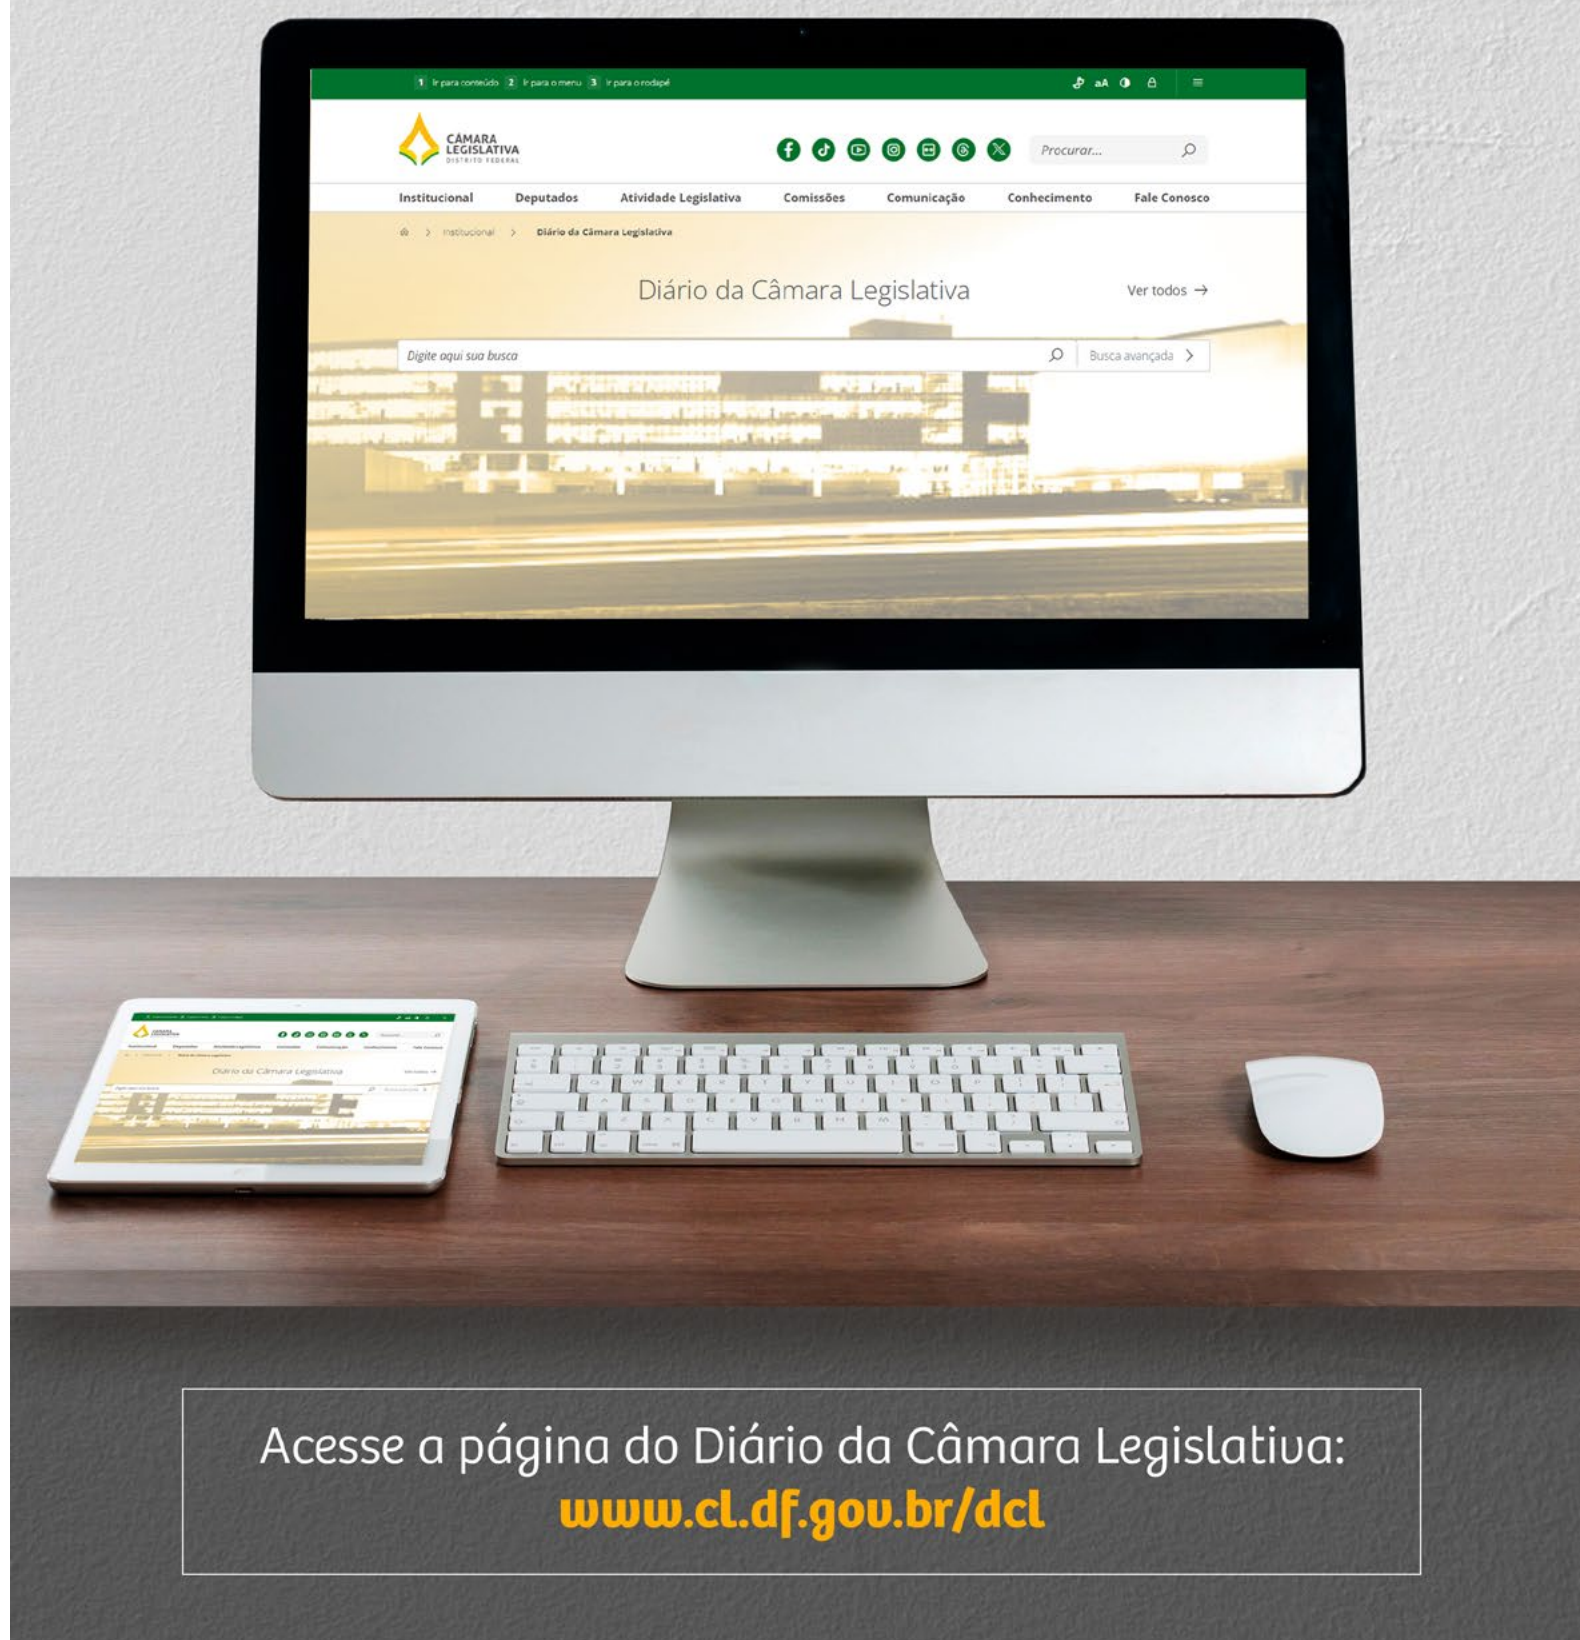 1 Ir para conteúdo 2 Ir para o menu 3 Ir para o rodapé
aA
CÂMARA
LEGISLATIVA
DISTRITO FEDERAL
Procurar...
Institucional Deputados Atividade Legislativa Comissões Comunicação Conhecimento Fale Conosco
Institucional > Diário da Câmara Legislativa
Diário da Câmara Legislativa
Ver todos →
Digite aqui sua busca
Busca avançada >
Diário da Câmara Legislativa
Acesse a página do Diário da Câmara Legislativa:
www.cl.df.gov.br/dcl